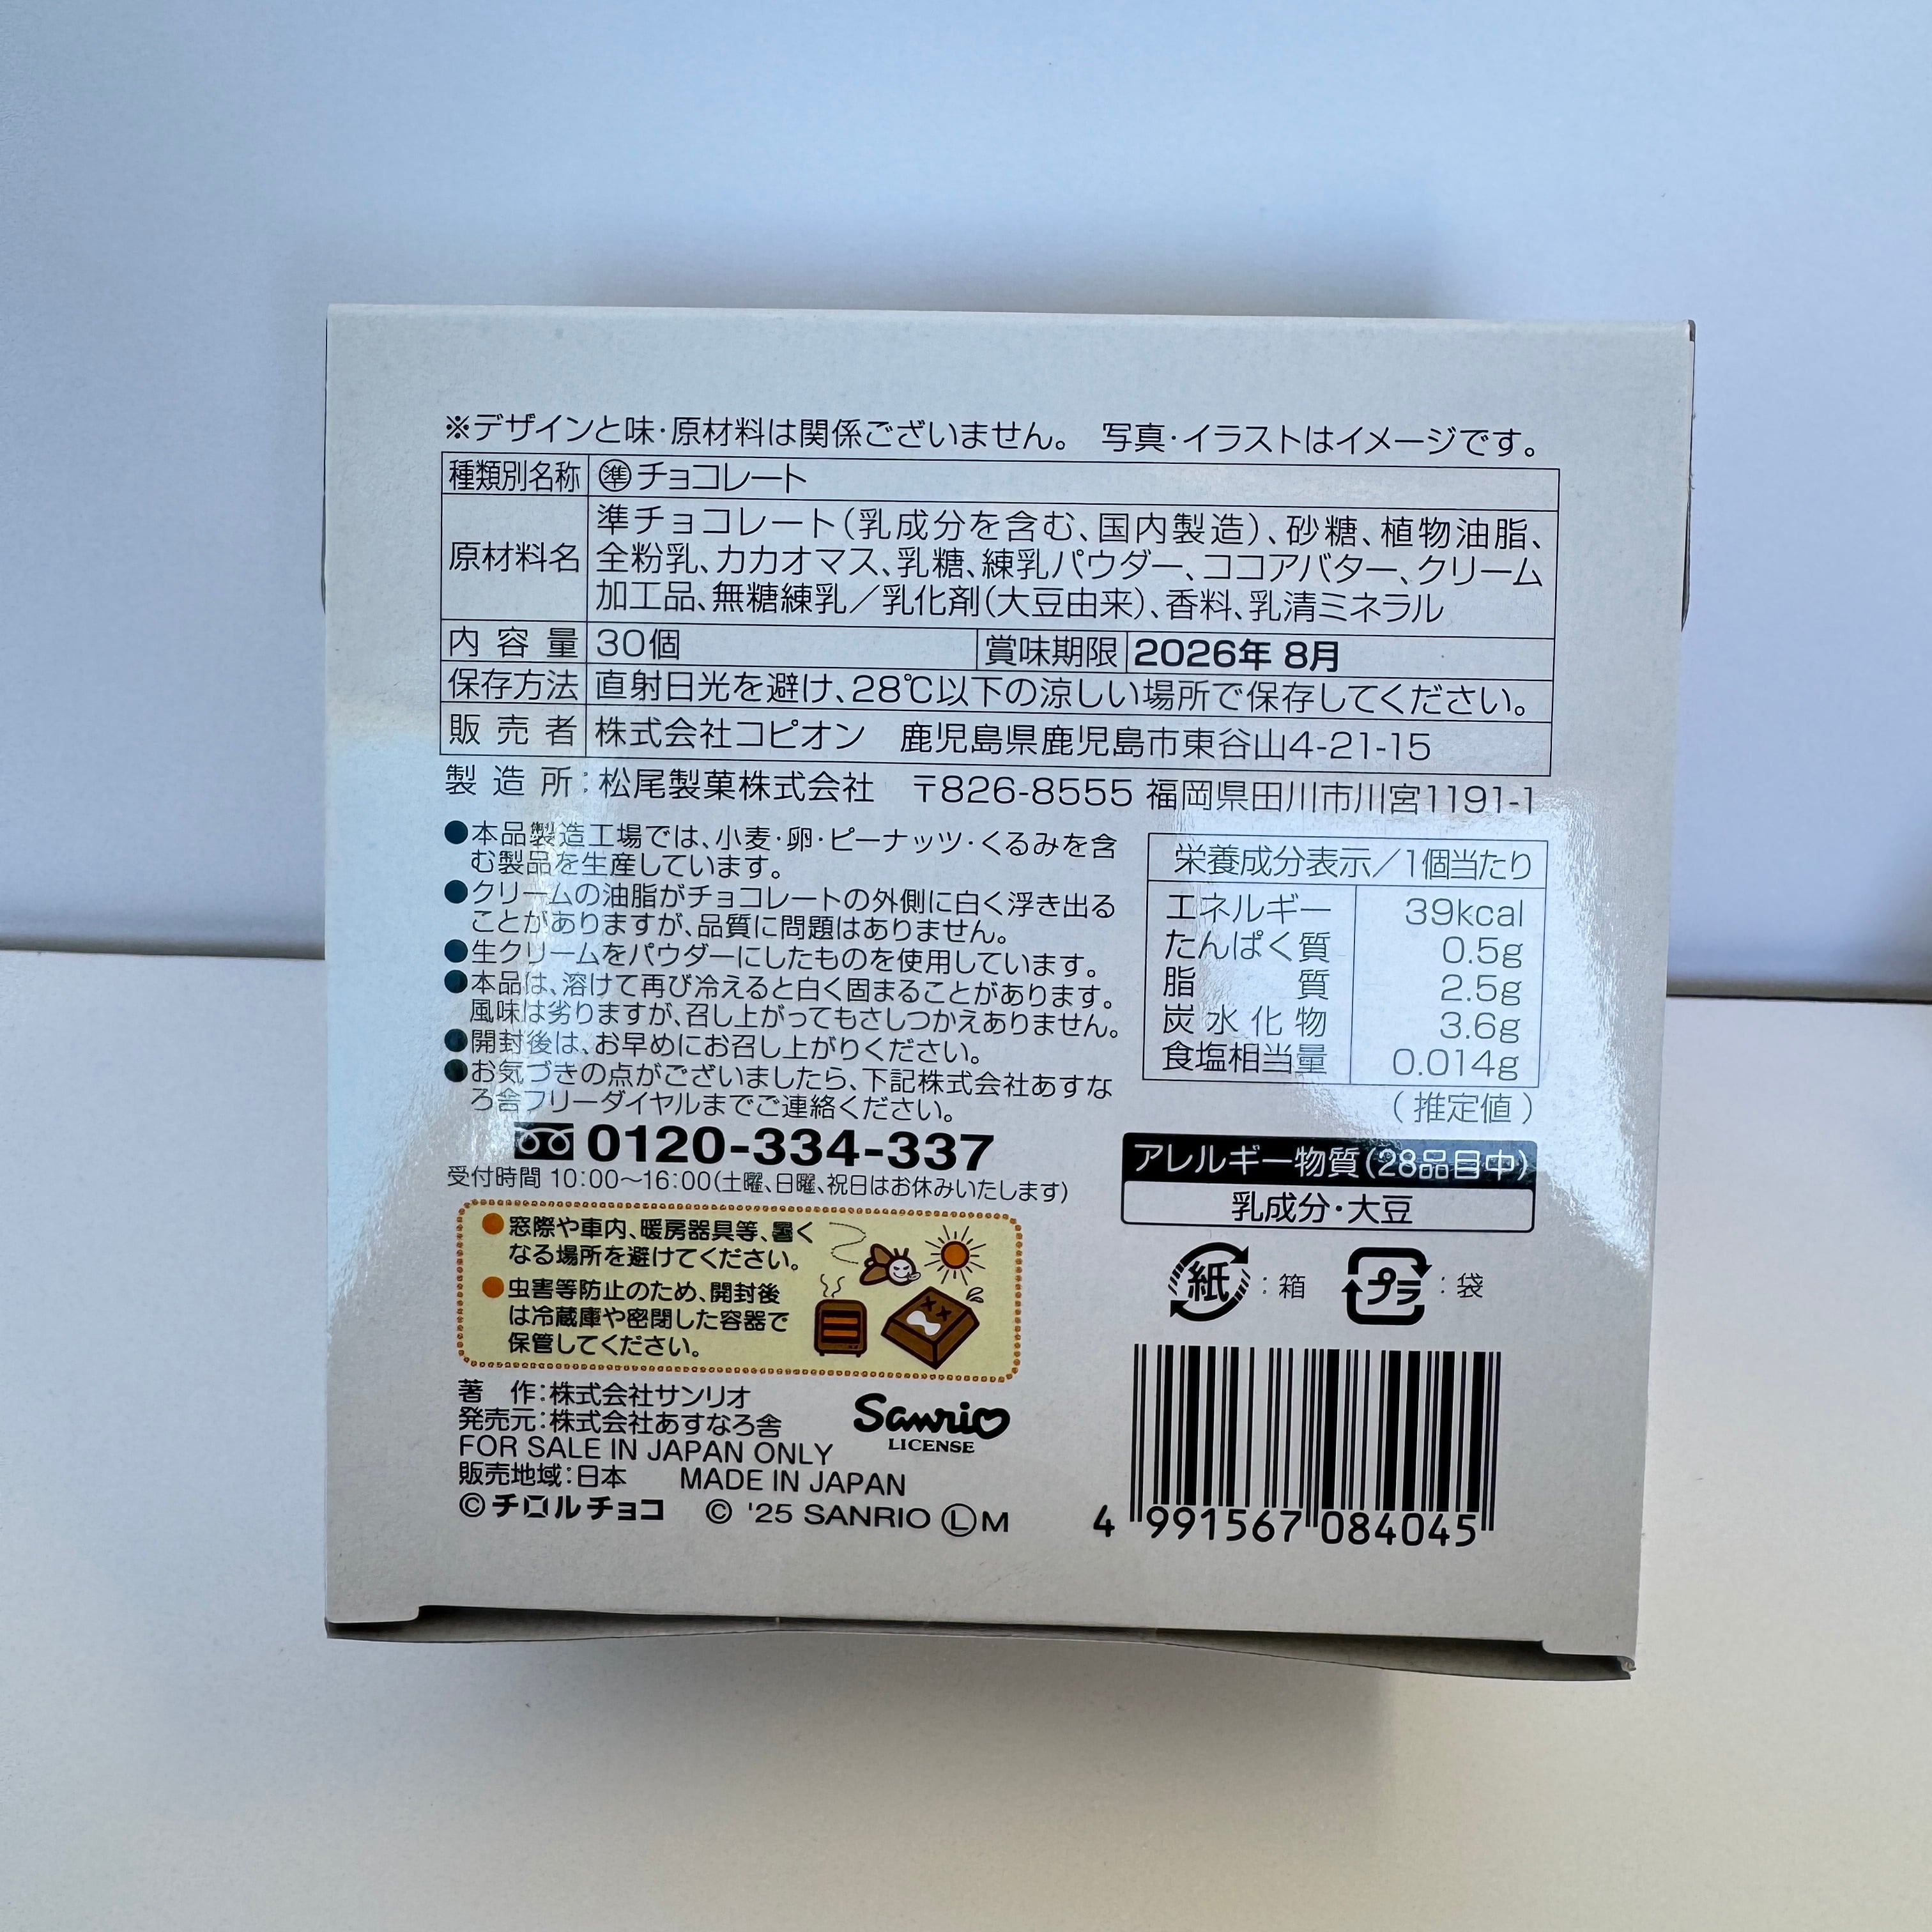 ※デザインと味・原材料は関係ございません。 写真・イラストはイメージです。
種類別名称 ㊟チョコレート
原材料名 準チョコレート(乳成分を含む、国内製造)、砂糖、植物油脂、
全粉乳、カカオマス、乳糖、練乳パウダー、ココアバター、クリーム
加工品、無糖練乳/乳化剤(大豆由来)、香料、乳清ミネラル
内容量 30個 賞味期限 2026年 8月
保存方法 直射日光を避け、28℃以下の涼しい場所で保存してください。
販売者 株式会社コピオン 鹿児島県鹿児島市東谷山4-21-15
製造所:松尾製菓株式会社 〒826-8555 福岡県田川市川宮1191-1
●本品製造工場では、小麦・卵・ピーナッツ・くるみを含
む製品を生産しています。
●クリームの油脂がチョコレートの外側に白く浮き出る
ことがありますが、品質に問題はありません。
●生クリームをパウダーにしたものを使用しています。
●本品は、溶けて再び冷えると白く固まることがあります。
風味は劣りますが、召し上がってもさしつかえありません。
●開封後は、お早めにお召し上がりください。
●お気づきの点がございましたら、下記株式会社あすな
ろ舎フリーダイヤルまでご連絡ください。
0120-334-337
受付時間 10:00〜16:00(土曜、日曜、祝日はお休みいたします)
栄養成分表示/1個当たり
エネルギー 39kcal
たんぱく質 0.5g
脂質 2.5g
炭水化物 3.6g
食塩相当量 0.014g
(推定値)
アレルギー物質(28品目中)
乳成分・大豆
紙:箱 プラ:袋
●窓際や車内、暖房器具等、暑く
なる場所を避けてください。
●虫害等防止のため、開封後
は冷蔵庫や密閉した容器で
保管してください。
著 作:株式会社サンリオ
発売元:株式会社あすなろ舎
Sanrio
LICENSE
FOR SALE IN JAPAN ONLY
販売地域:日本 MADE IN JAPAN
©チロルチョコ © '25 SANRIO Ⓛ M
4 991567 084045